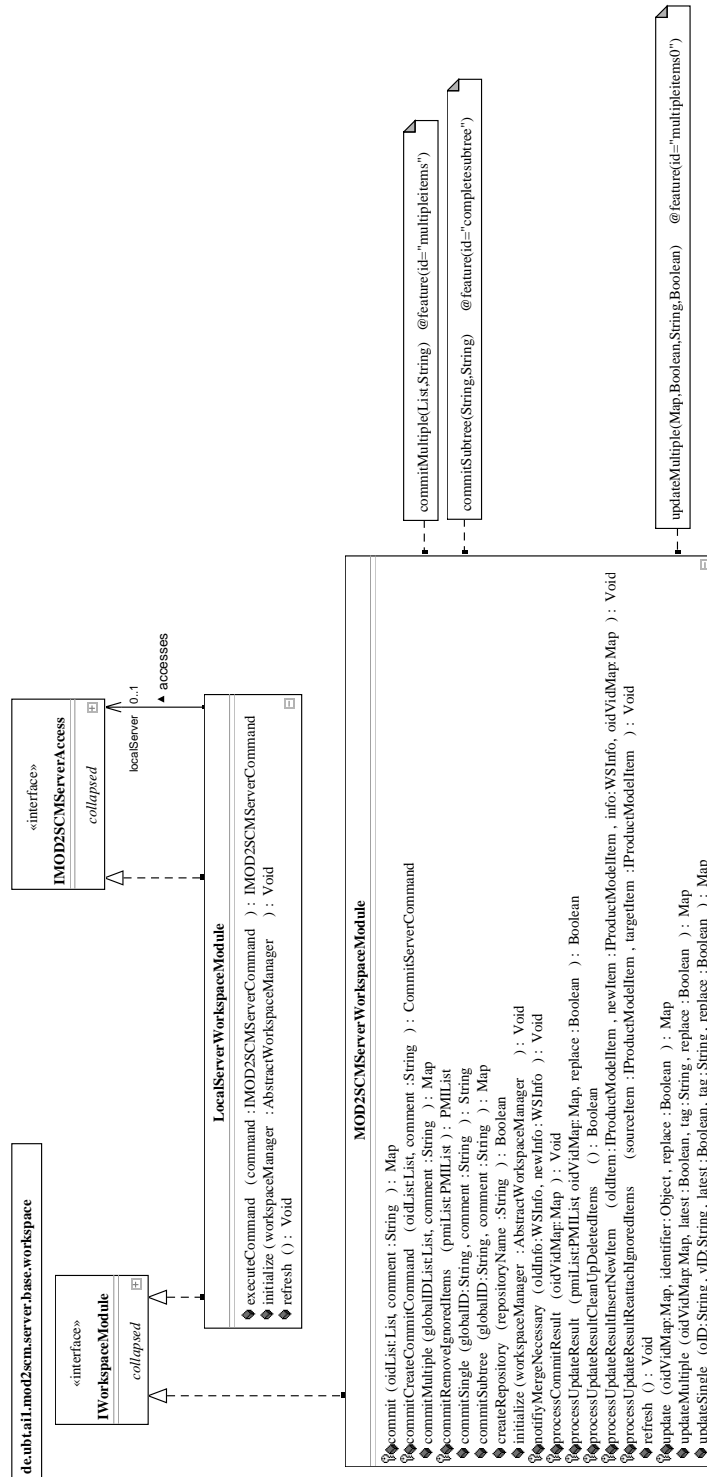 de.ubt.ai1.mod2scm.server.base.workspace
«interface»
IWorkspaceModule
collapsed
«interface»
IMOD2SCMServerAccess
collapsed
localServer 0..1
▲ accesses
LocalServerWorkspaceModule
executeCommand (command :IMOD2SCMServerCommand ) : IMOD2SCMServerCommand
initialize (workspaceManager : AbstractWorkspaceManager ) : Void
refresh () : Void
MOD2SCMServerWorkspaceModule
commit (oidList: List, comment :String ) : Map
commitCreateCommitCommand (oidList:List, comment :String ) : CommitServerCommand
commitMultiple (globalIDList:List, comment :String ) : Map
commitRemoveIgnoredItems (pmiList:PMIList ) : PMIList
commitSingle (globalID: String , comment :String ) : String
commitSubtree (globalID: String, comment :String ) : Map
createRepository (repositoryName :String ) : Boolean
initialize (workspaceManager : AbstractWorkspaceManager ) : Void
notifiyMergeNecessary (oldInfo:WSInfo, newInfo: WSInfo ) : Void
processCommitResult (oidVidMap: Map ) : Void
processUpdateResult (pmiList:PMIList, oidVidMap: Map, replace : Boolean ) : Boolean
processUpdateResultCleanUpDeletedItems () : Boolean
processUpdateResultInsertNewItem (oldItem : IProductModelItem , newItem : IProductModelItem , info: WSInfo, oidVidMap: Map ) : Void
processUpdateResultReattachIgnoredItems (sourceItem : IProductModelItem , targetItem : IProductModelItem ) : Void
refresh () : Void
update (oidVidMap: Map, identifier: Object , replace : Boolean ) : Map
updateMultiple (oidVidMap: Map, latest : Boolean, tag :String , replace : Boolean ) : Map
updateSingle (oID: String , vID: String , latest : Boolean, tag :String , replace : Boolean ) : Map
commitMultiple(List,String) @feature(id="multipleitems")
commitSubtree(String,String) @feature(id="completesubtree")
updateMultiple(Map,Boolean,String,Boolean) @feature(id="multipleitems0")